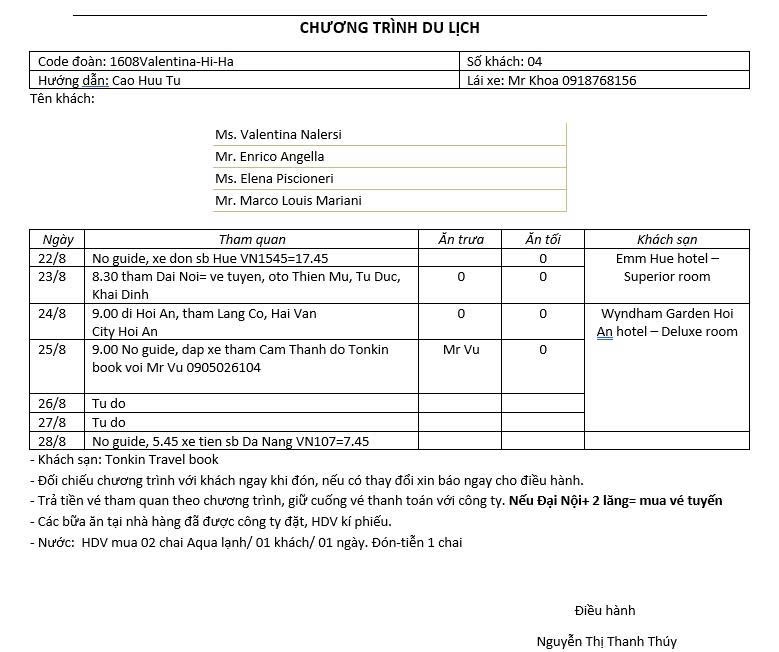 CHƯƠNG TRÌNH DU LỊCH
Code đoàn: 1608Valentina-Hi-Ha Số khách: 04
Hướng dẫn: Cao Huu Tu Lái xe: Mr Khoa 0918768156
Tên khách:
Ms. Valentina Nalersi
Mr. Enrico Angella
Ms. Elena Piscioneri
Mr. Marco Louis Mariani
Ngày Tham quan Ăn trưa Ăn tối Khách sạn
22/8 No guide, xe don sb Hue VN1545=17.45 0 Emm Hue hotel –
23/8 8.30 tham Dai Noi= ve tuyen, oto Thien Mu, Tu Duc, 0 0 Superior room
Khai Dinh
24/8 9.00 di Hoi An, tham Lang Co, Hai Van 0 0 Wyndham Garden Hoi
City Hoi An An hotel – Deluxe room
25/8 9.00 No guide, dap xe tham Cam Thanh do Tonkin Mr Vu 0
book voi Mr Vu 0905026104
26/8 Tu do
27/8 Tu do
28/8 No guide, 5.45 xe tien sb Da Nang VN107=7.45
- Khách sạn: Tonkin Travel book
- Đối chiếu chương trình với khách ngay khi đón, nếu có thay đổi xin báo ngay cho điều hành.
- Trả tiền vé tham quan theo chương trình, giữ cuống vé thanh toán với công ty. Nếu Đại Nội+ 2 lăng= mua vé tuyến
- Các bữa ăn tại nhà hàng đã được công ty đặt, HDV kí phiếu.
- Nước: HDV mua 02 chai Aqua lạnh/ 01 khách/ 01 ngày. Đón-tiễn 1 chai
Điều hành
Nguyễn Thị Thanh Thúy